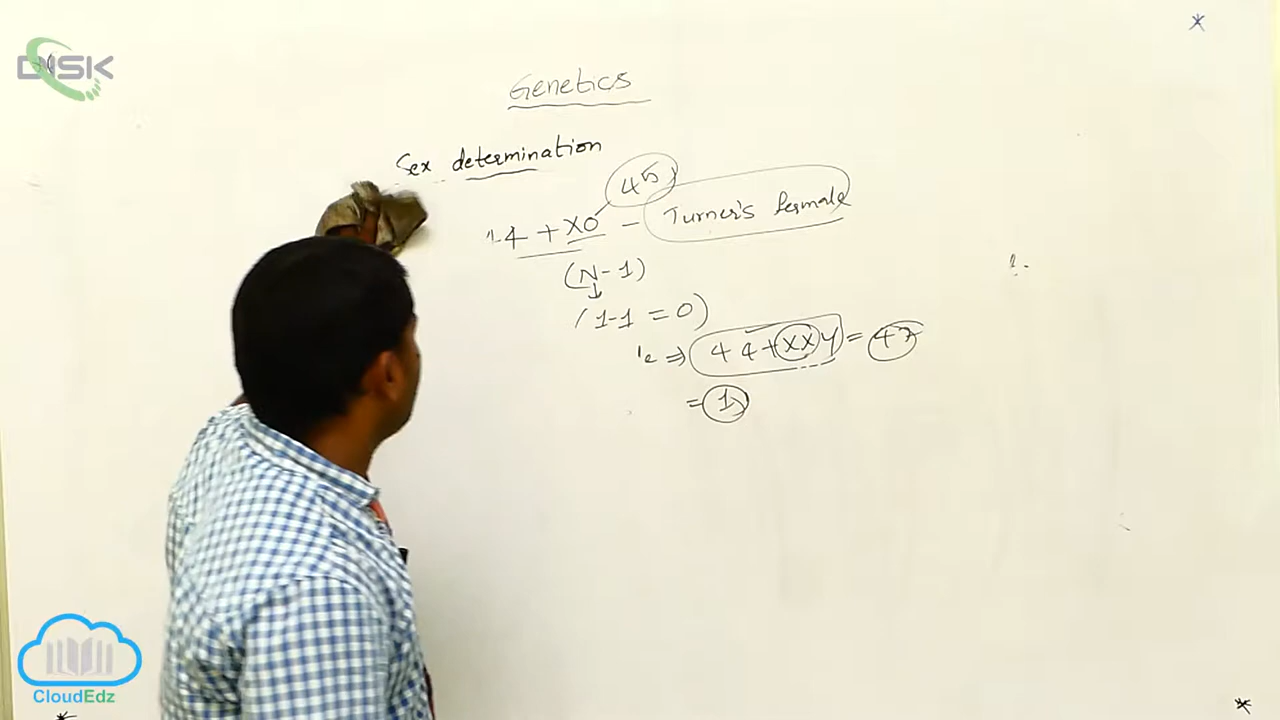 DISK
Genetics
Sex determination
45
44 + XO - Turner's female
(N-1)
(1-1 = 0)
ie ⇒ 44+XXY = 47
= 1
CloudEdz